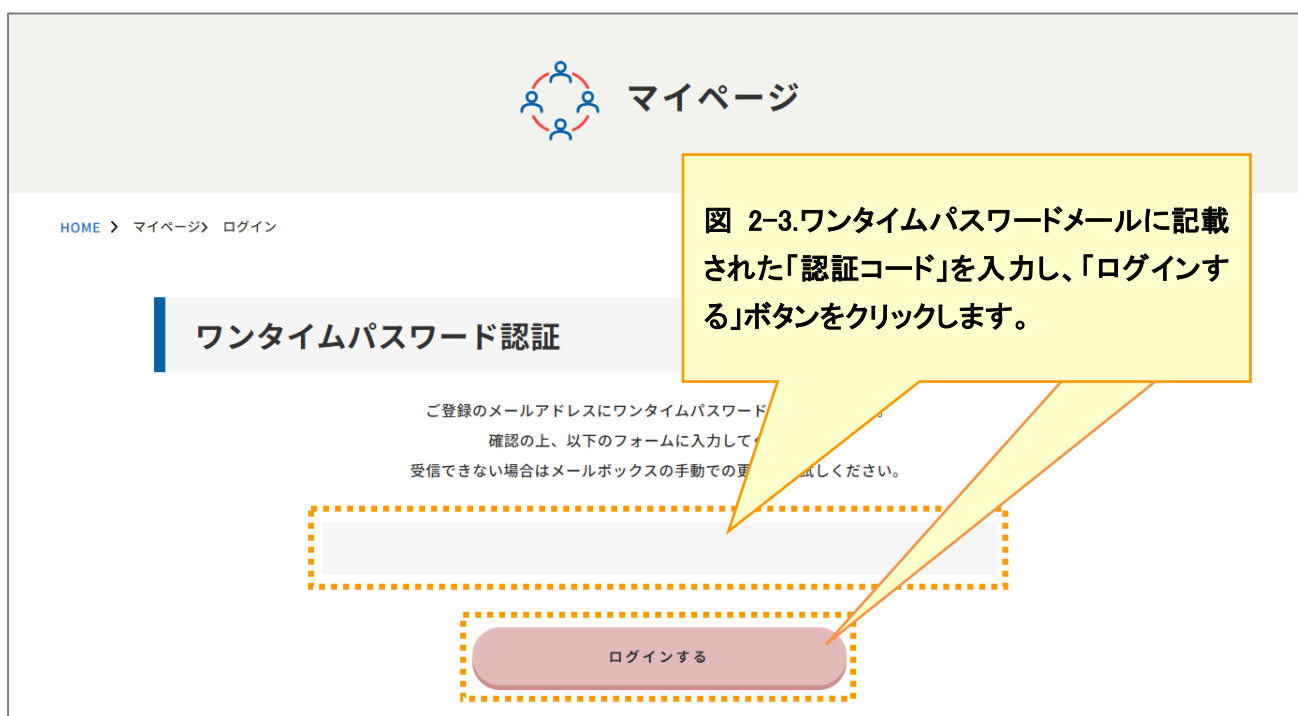 マイページ
HOME > マイページ> ログイン
図 2-3.ワンタイムパスワードメールに記載
された「認証コード」を入力し、「ログインす
る」ボタンをクリックします。
ワンタイムパスワード認証
ご登録のメールアドレスにワンタイムパスワード
確認の上、以下のフォームに入力して
受信できない場合はメールボックスの手動での更 試しください。
ログインする